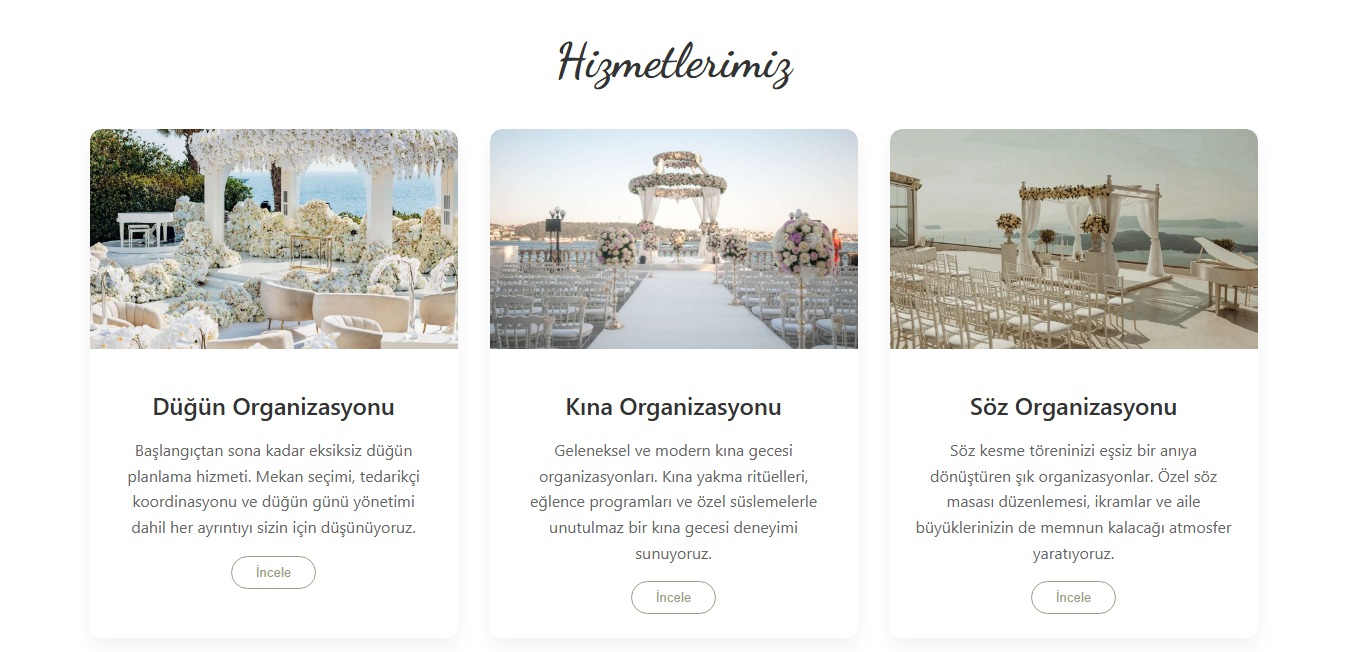 Hizmetlerimiz
Düğün Organizasyonu
Başlangıçtan sona kadar eksiksiz düğün
planlama hizmeti. Mekan seçimi, tedarikçi
koordinasyonu ve düğün günü yönetimi
dahil her ayrıntıyı sizin için düşünüyoruz.
İncele
Kına Organizasyonu
Geleneksel ve modern kına gecesi
organizasyonları. Kına yakma ritüelleri,
eğlence programları ve özel süslemelerle
unutulmaz bir kına gecesi deneyimi
sunuyoruz.
İncele
Söz Organizasyonu
Söz kesme töreninizi eşsiz bir anıya
dönüştüren şık organizasyonlar. Özel söz
masası düzenlemesi, ikramlar ve aile
büyüklerinizin de memnun kalacağı atmosfer
yaratıyoruz.
İncele